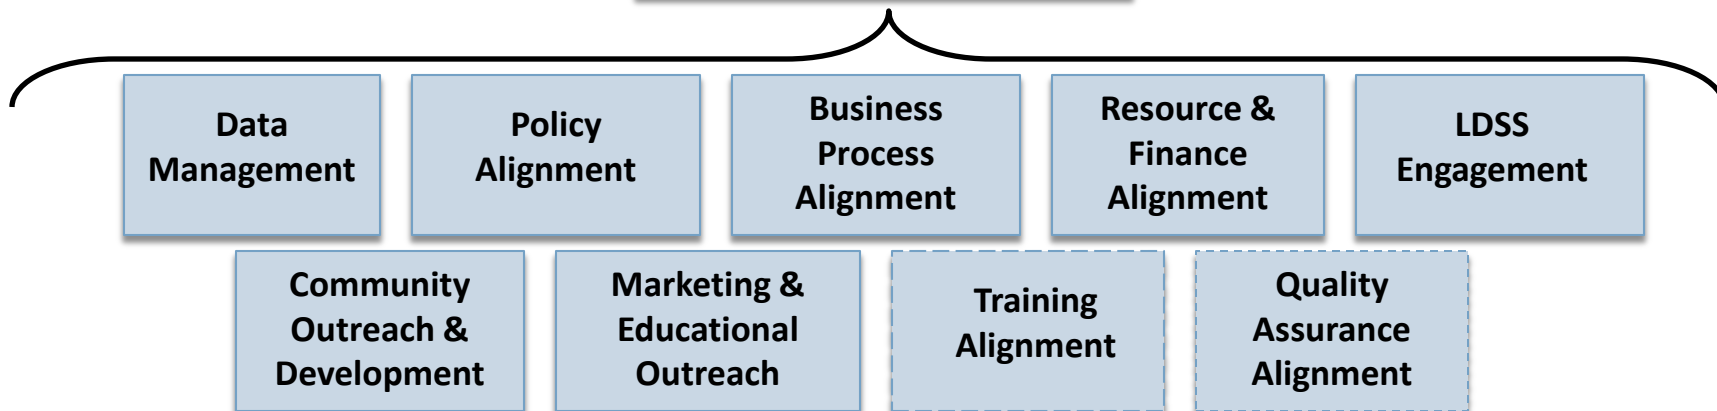 Data
Management
Policy
Alignment
Business
Process
Alignment
Resource &
Finance
Alignment
LDSS
Engagement
Community
Outreach &
Development
Marketing &
Educational
Outreach
Training
Alignment
Quality
Assurance
Alignment